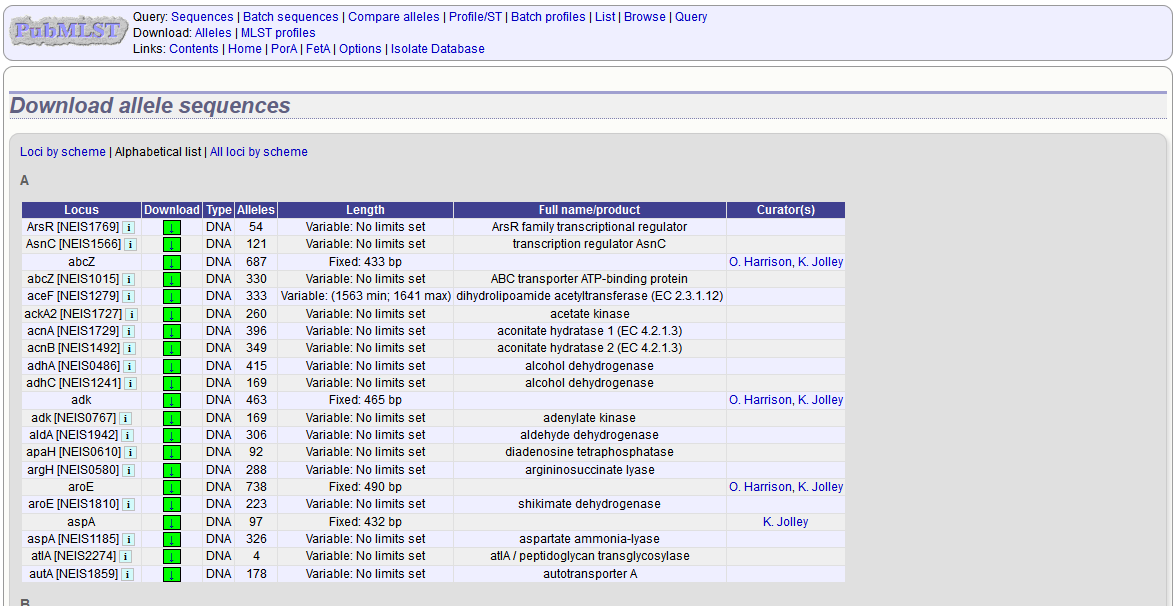 PubMLST
Query: Sequences | Batch sequences | Compare alleles | Profile/ST | Batch profiles | List | Browse | Query
Download: Alleles | MLST profiles
Links: Contents | Home | PorA | FetA | Options | Isolate Database
Download allele sequences
Loci by scheme | Alphabetical list | All loci by scheme
A
Locus Download Type Alleles Length Full name/product Curator(s)
ArsR [NEIS1769] i ↓ DNA 54 Variable: No limits set ArsR family transcriptional regulator
AsnC [NEIS1566] i ↓ DNA 121 Variable: No limits set transcription regulator AsnC
abcZ ↓ DNA 687 Fixed: 433 bp O. Harrison, K. Jolley
abcZ [NEIS1015] i ↓ DNA 330 Variable: No limits set ABC transporter ATP-binding protein
aceF [NEIS1279] i ↓ DNA 333 Variable: (1563 min; 1641 max) dihydrolipoamide acetyltransferase (EC 2.3.1.12)
ackA2 [NEIS1727] i ↓ DNA 260 Variable: No limits set acetate kinase
acnA [NEIS1729] i ↓ DNA 396 Variable: No limits set aconitate hydratase 1 (EC 4.2.1.3)
acnB [NEIS1492] i ↓ DNA 349 Variable: No limits set aconitate hydratase 2 (EC 4.2.1.3)
adhA [NEIS0486] i ↓ DNA 415 Variable: No limits set alcohol dehydrogenase
adhC [NEIS1241] i ↓ DNA 169 Variable: No limits set alcohol dehydrogenase
adk ↓ DNA 463 Fixed: 465 bp O. Harrison, K. Jolley
adk [NEIS0767] i ↓ DNA 169 Variable: No limits set adenylate kinase
aldA [NEIS1942] i ↓ DNA 306 Variable: No limits set aldehyde dehydrogenase
apaH [NEIS0610] i ↓ DNA 92 Variable: No limits set diadenosine tetraphosphatase
argH [NEIS0580] i ↓ DNA 288 Variable: No limits set argininosuccinate lyase
aroE ↓ DNA 738 Fixed: 490 bp O. Harrison, K. Jolley
aroE [NEIS1810] i ↓ DNA 223 Variable: No limits set shikimate dehydrogenase
aspA ↓ DNA 97 Fixed: 432 bp K. Jolley
aspA [NEIS1185] i ↓ DNA 326 Variable: No limits set aspartate ammonia-lyase
atlA [NEIS2274] i ↓ DNA 4 Variable: No limits set atlA / peptidoglycan transglycosylase
autA [NEIS1859] i ↓ DNA 178 Variable: No limits set autotransporter A
B